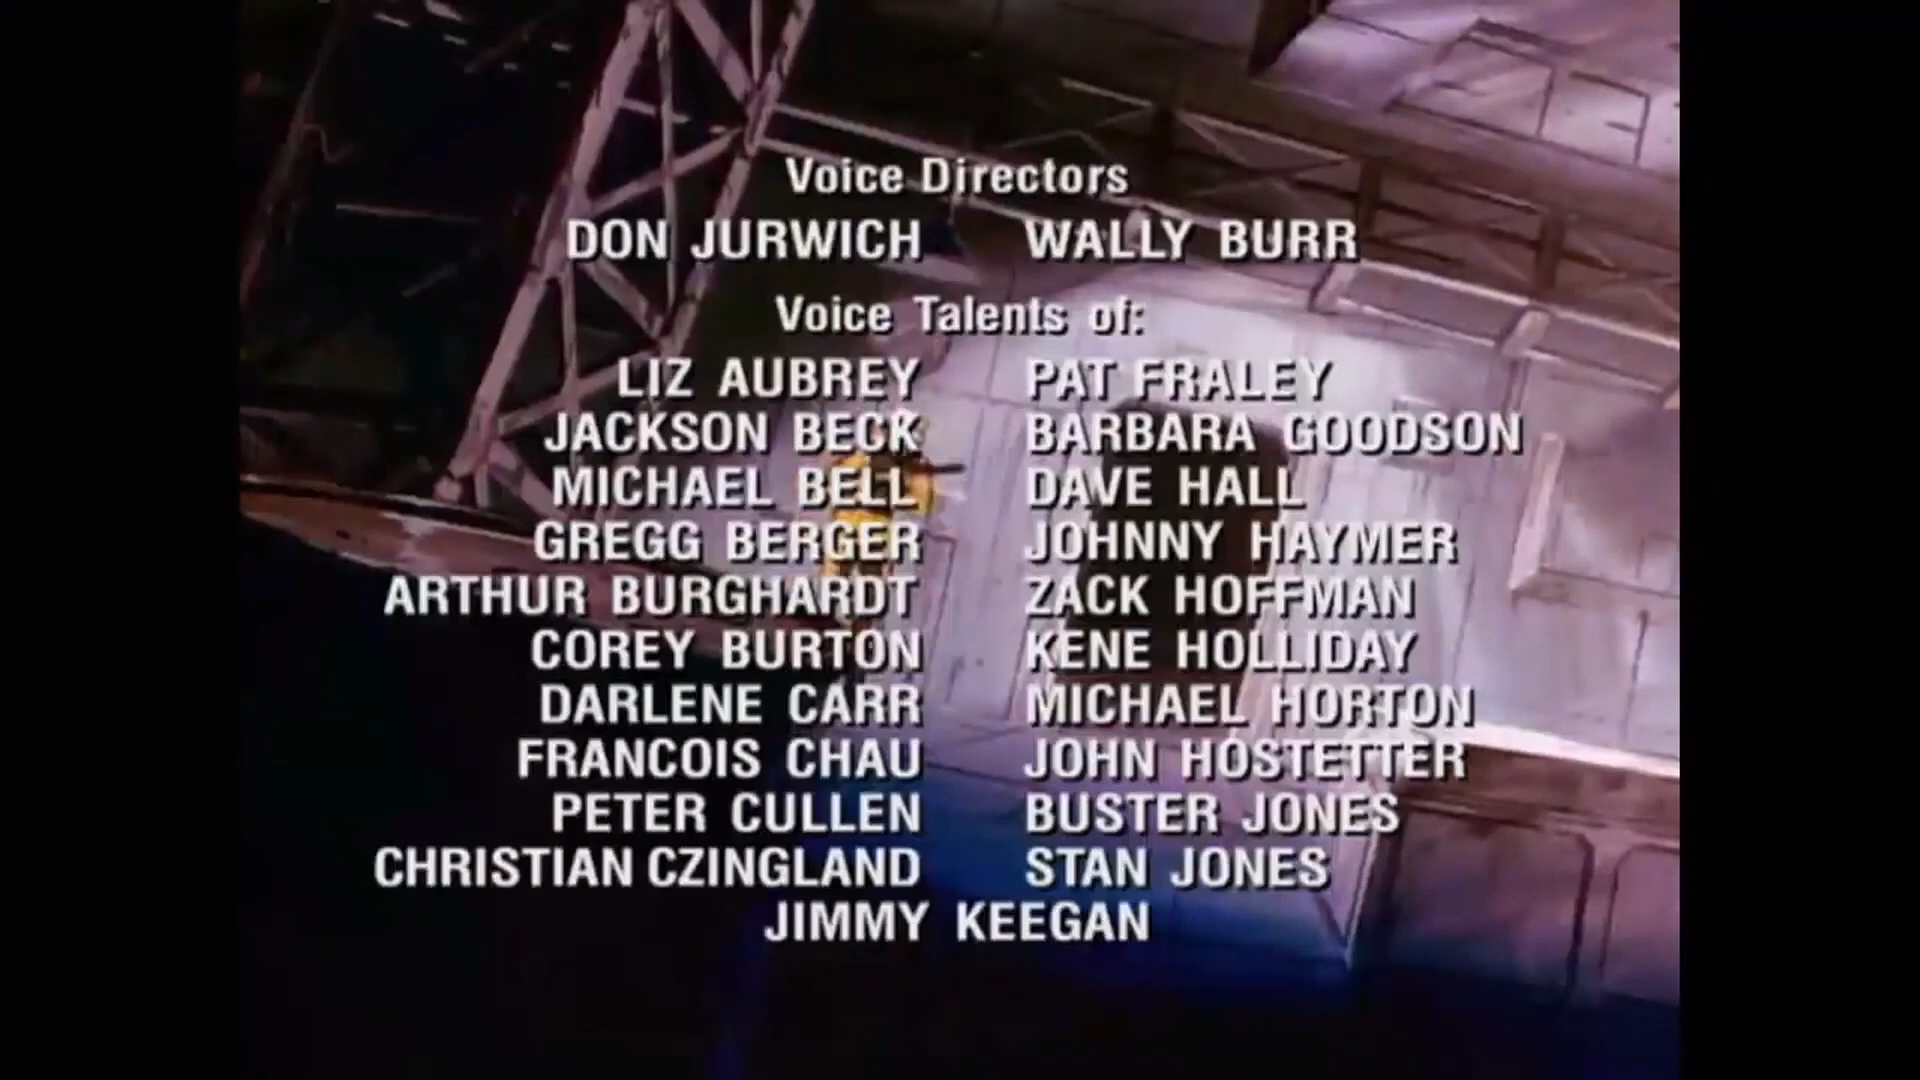 Voice Directors
DON JURWICH WALLY BURR
Voice Talents of:
LIZ AUBREY PAT FRALEY
JACKSON BECK BARBARA GOODSON
MICHAEL BELL DAVE HALL
GREGG BERGER JOHNNY HAYMER
ARTHUR BURGHARDT ZACK HOFFMAN
COREY BURTON KENE HOLLIDAY
DARLENE CARR MICHAEL HORTON
FRANCOIS CHAU JOHN HOSTETTER
PETER CULLEN BUSTER JONES
CHRISTIAN CZINGLAND STAN JONES
JIMMY KEEGAN